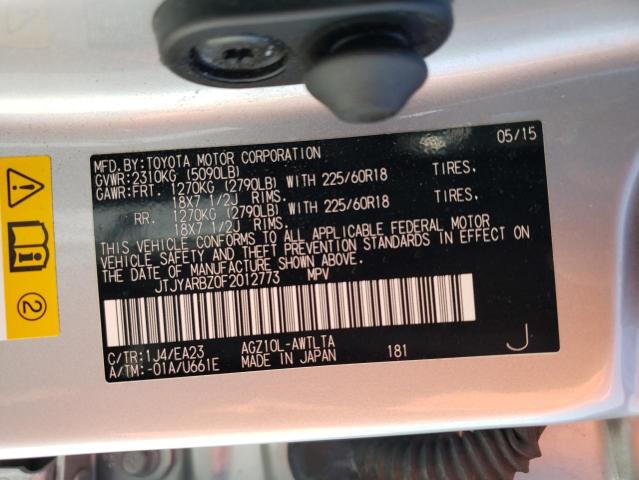 05/15
MFD.BY:TOYOTA MOTOR CORPORATION
GVWR:2310KG (5090LB)
GAWR:FRT. 1270KG (2790LB) WITH 225/60R18 TIRES.
18X7 1/2J RIMS.
RR. 1270KG (2790LB) WITH 225/60R18 TIRES.
18X7 1/2J RIMS.
THIS VEHICLE CONFORMS TO ALL APPLICABLE FEDERAL MOTOR
VEHICLE SAFETY AND THEFT PREVENTION STANDARDS IN EFFECT ON
THE DATE OF MANUFACTURE SHOWN ABOVE.
JTJYARBZ0F2012773 MPV
C/TR:1J4/EA23 AGZ10L-AWTLTA 181 J
A/TM:-01A/U661E MADE IN JAPAN
2